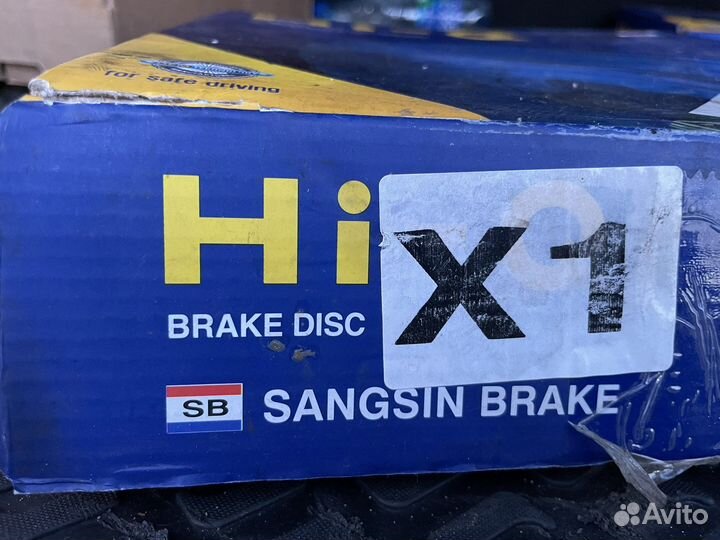 for safe driving
Hi
X1
BRAKE DISC
SB
SANGSIN BRAKE
Avito